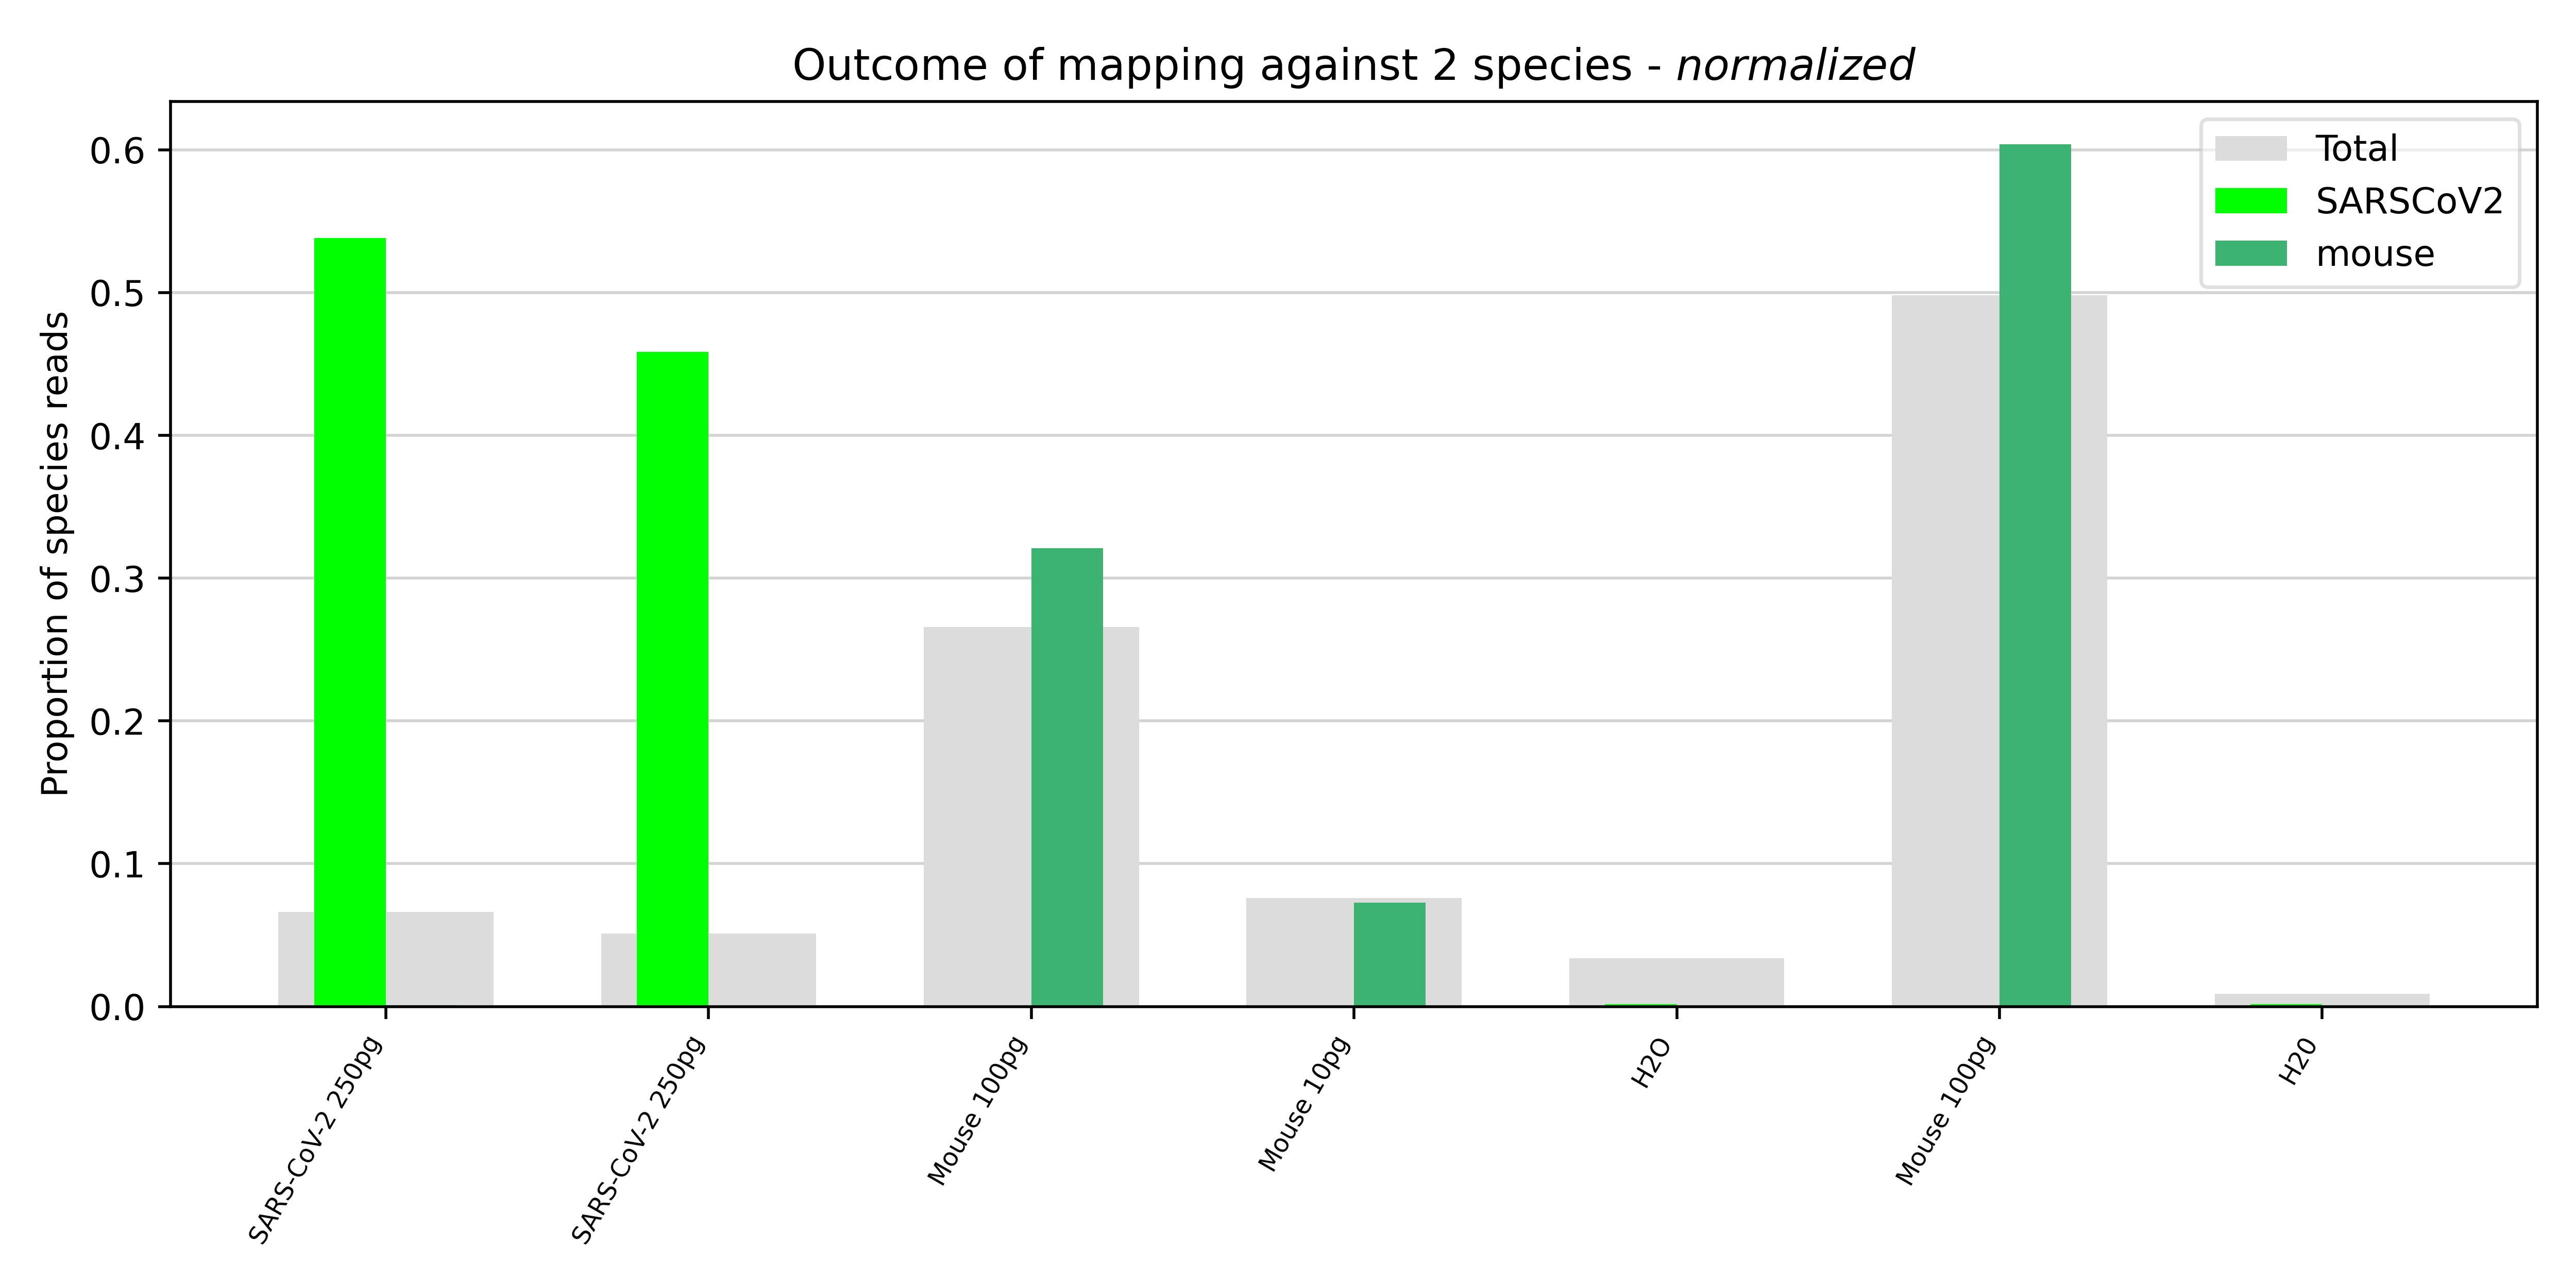 Outcome of mapping against 2 species - normalized
Total
SARSCoV2
mouse
Proportion of species reads
0.6
0.5
0.4
0.3
0.2
0.1
0.0
SARS-CoV-2 250pg
SARS-CoV-2 250pg
Mouse 100pg
Mouse 10pg
H2O
Mouse 100pg
H20